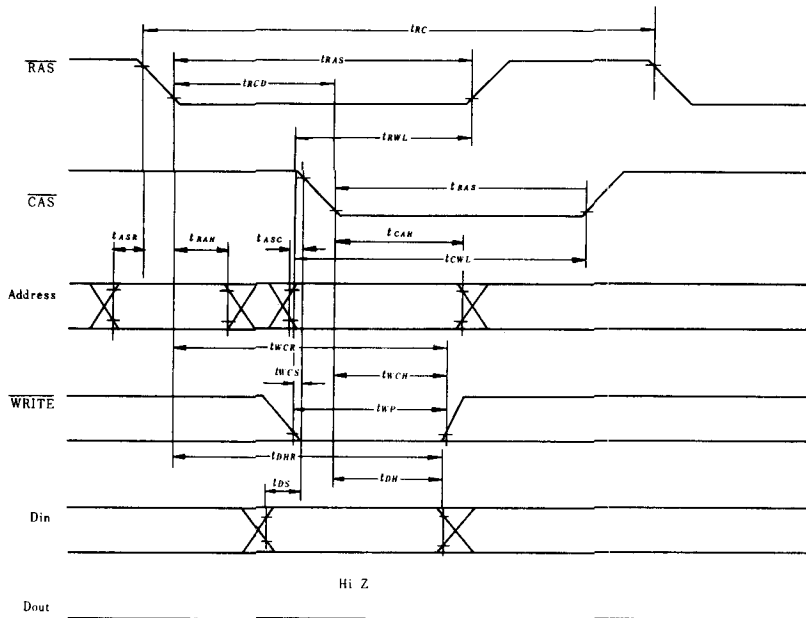 tRC
RAS
tRAS
tRCD
tRWL
CAS
tRAS
tASR
tRAH
tASC
tCAH
tCWL
Address
tWCR
tWCS
tWCH
WRITE
tWP
tDHR
tDS
tDH
Din
Hi Z
Dout